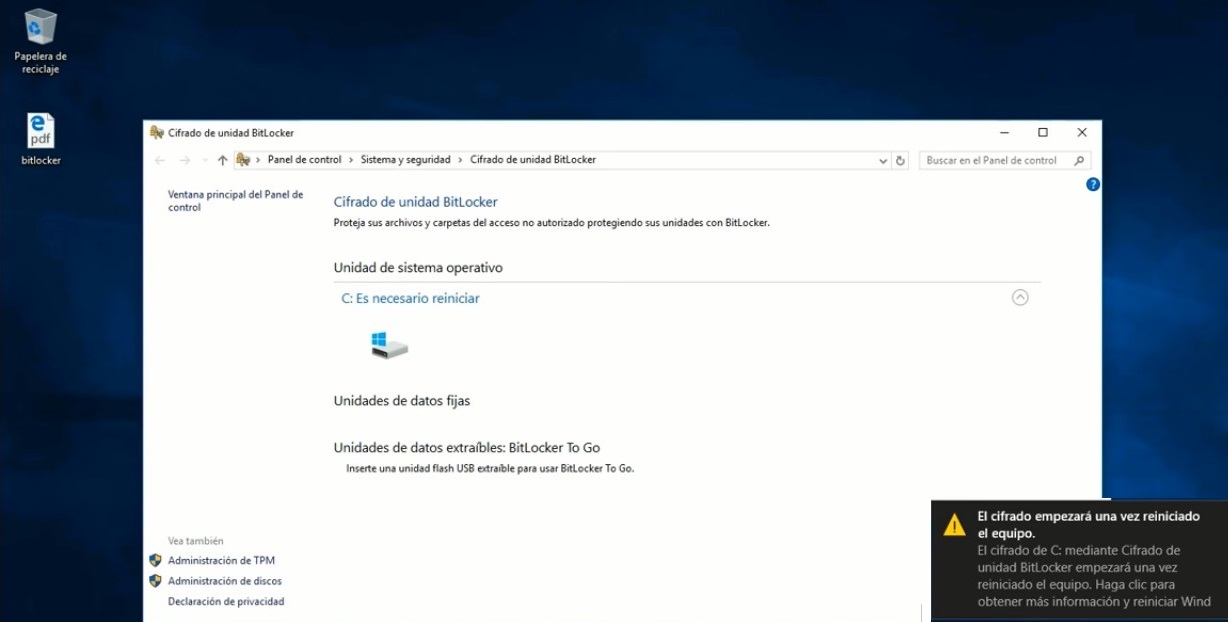 Papelera de
reciclaje
pdf
bitlocker
Cifrado de unidad BitLocker
Panel de control › Sistema y seguridad › Cifrado de unidad BitLocker
Buscar en el Panel de control
?
Ventana principal del Panel de
control
Cifrado de unidad BitLocker
Proteja sus archivos y carpetas del acceso no autorizado protegiendo sus unidades con BitLocker.
Unidad de sistema operativo
C: Es necesario reiniciar
Unidades de datos fijas
Unidades de datos extraíbles: BitLocker To Go
Inserte una unidad flash USB extraíble para usar BitLocker To Go.
Vea también
Administración de TPM
Administración de discos
Declaración de privacidad
El cifrado empezará una vez reiniciado
el equipo.
El cifrado de C: mediante Cifrado de
unidad BitLocker empezará una vez
reiniciado el equipo. Haga clic para
obtener más información y reiniciar Wind